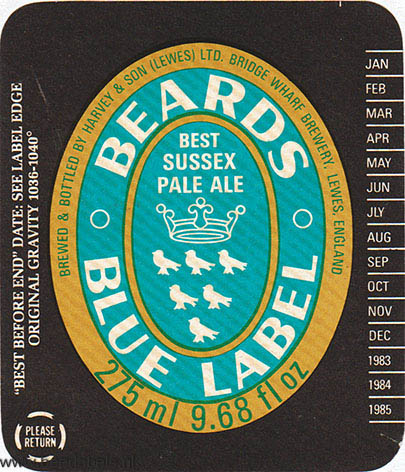 BREWED & BOTTLED BY HARVEY & SON (LEWES) LTD. BRIDGE WHARF BREWERY, LEWES, ENGLAND
BEARDS
BEST
SUSSEX
PALE ALE
BLUE LABEL
275 ml 9.68 fl oz
"BEST BEFORE END" DATE: SEE LABEL EDGE
ORIGINAL GRAVITY 1036-1040°
PLEASE
RETURN
JAN
FEB
MAR
APR
MAY
JUN
JLY
AUG
SEP
OCT
NOV
DEC
1983
1984
1985